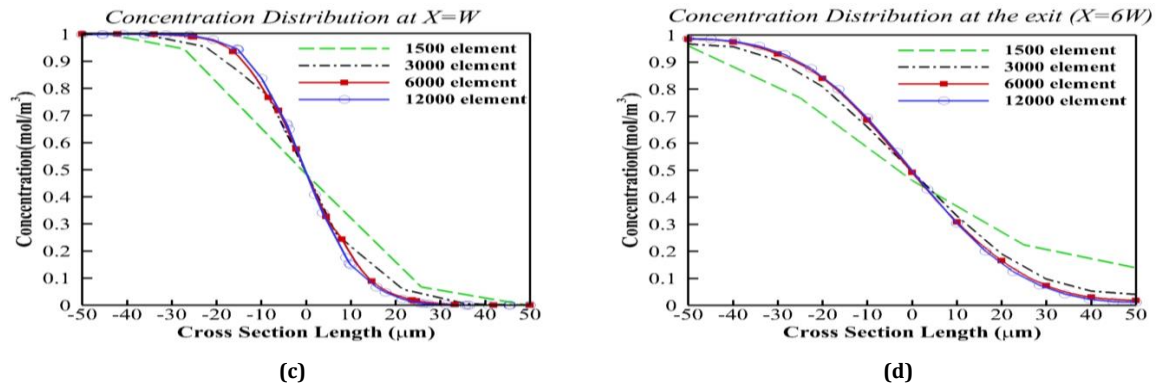 Concentration Distribution at X=W
Concentration(mol/m³)
1
0.9
0.8
0.7
0.6
0.5
0.4
0.3
0.2
0.1
0
1500 element
3000 element
6000 element
12000 element
-50 -40 -30 -20 -10 0 10 20 30 40 50
Cross Section Length (μm)
(c)
Concentration Distribution at the exit (X=6W)
Concentration(mol/m³)
1
0.9
0.8
0.7
0.6
0.5
0.4
0.3
0.2
0.1
0
1500 element
3000 element
6000 element
12000 element
-50 -40 -30 -20 -10 0 10 20 30 40 50
Cross Section Length (μm)
(d)